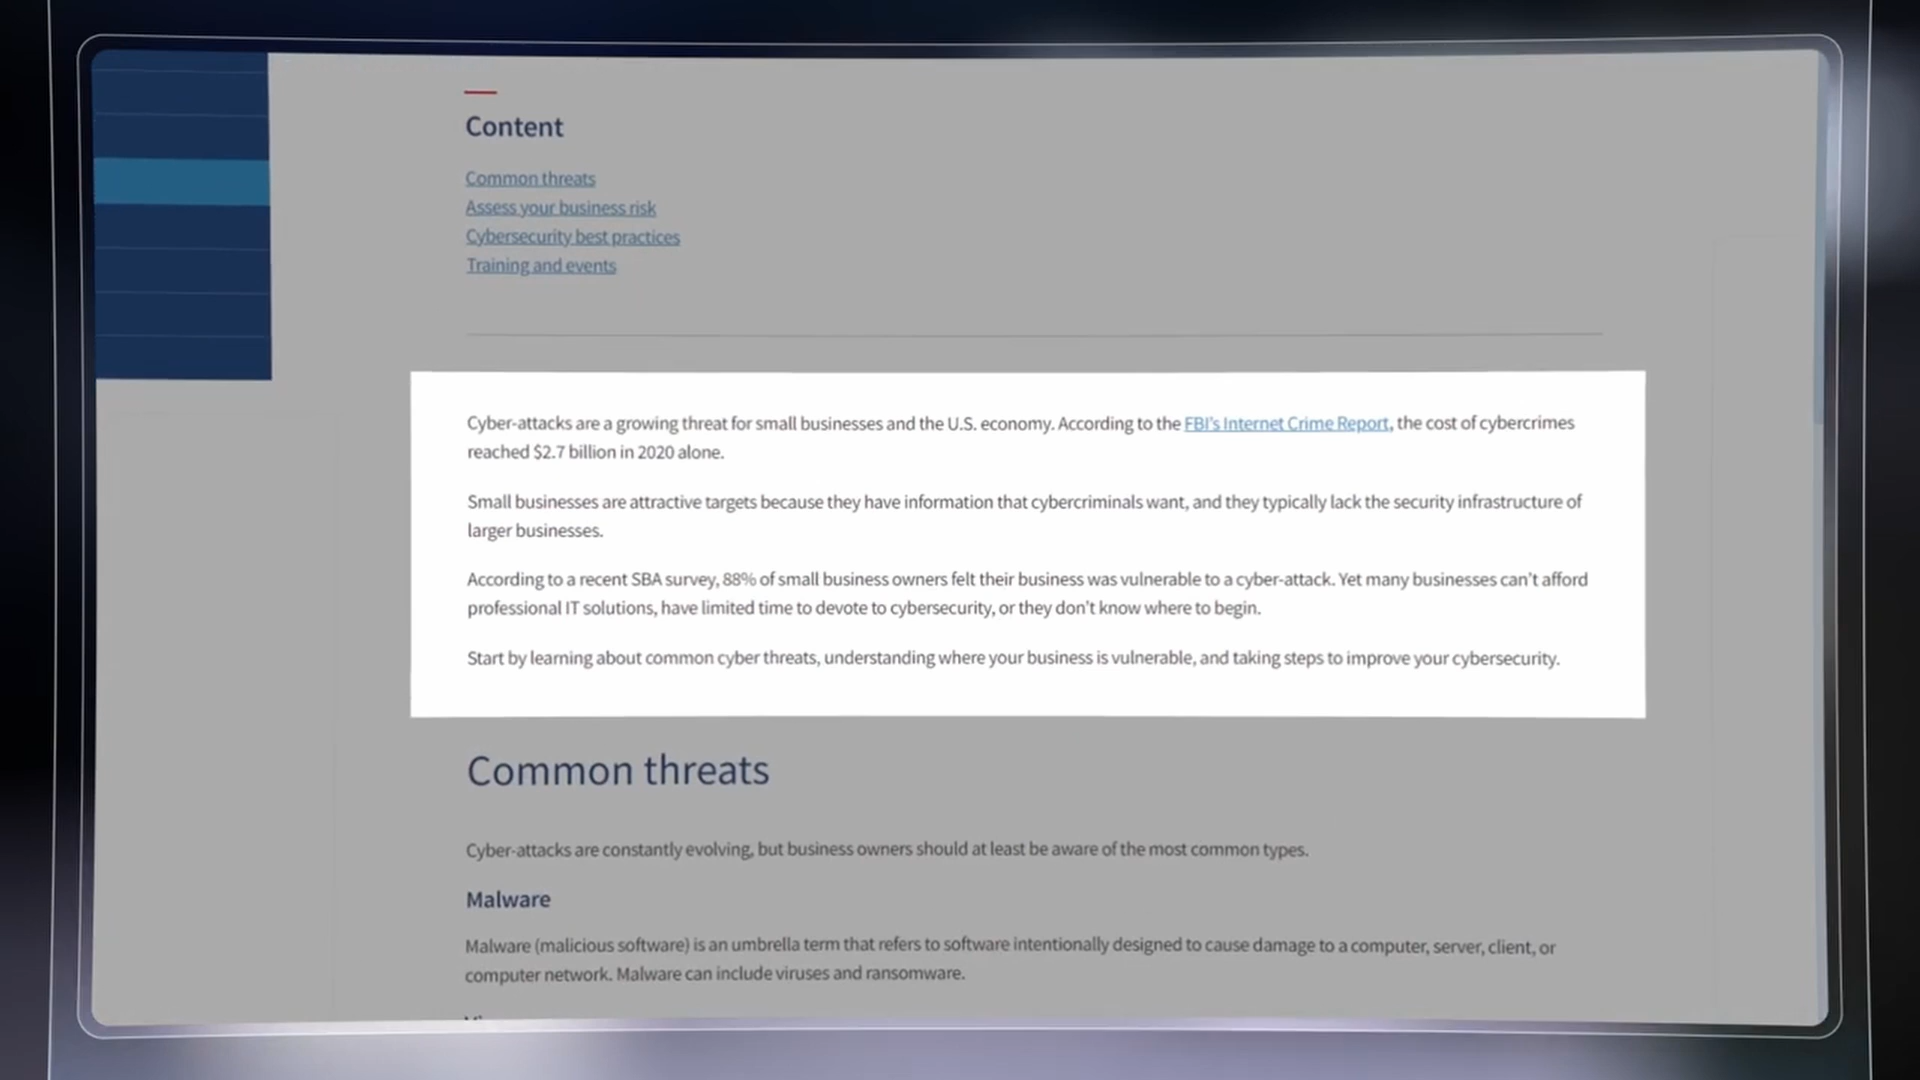 Content
Common threats
Assess your business risk
Cybersecurity best practices
Training and events
Cyber-attacks are a growing threat for small businesses and the U.S. economy. According to the FBI's Internet Crime Report, the cost of cybercrimes
reached $2.7 billion in 2020 alone.
Small businesses are attractive targets because they have information that cybercriminals want, and they typically lack the security infrastructure of
larger businesses.
According to a recent SBA survey, 88% of small business owners felt their business was vulnerable to a cyber-attack. Yet many businesses can't afford
professional IT solutions, have limited time to devote to cybersecurity, or they don't know where to begin.
Start by learning about common cyber threats, understanding where your business is vulnerable, and taking steps to improve your cybersecurity.
Common threats
Cyber-attacks are constantly evolving, but business owners should at least be aware of the most common types.
Malware
Malware (malicious software) is an umbrella term that refers to software intentionally designed to cause damage to a computer, server, client, or
computer network. Malware can include viruses and ransomware.